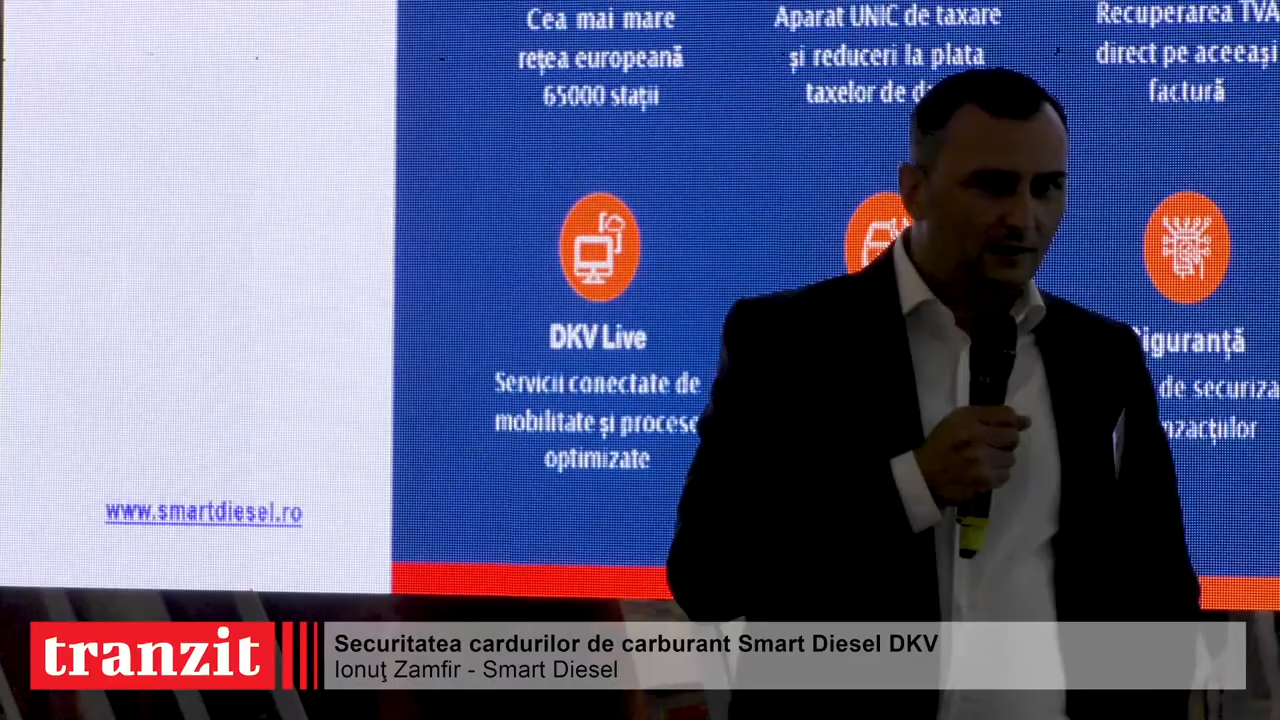 Cea mai mare
rețea europeană
65000 stații
Aparat UNIC de taxare
și reduceri la plata
taxelor de d
Recuperarea TVA
direct pe aceeași
factură
DKV Live
Servicii conectate de
mobilitate și procese
optimizate
iguranță
de securiza
nzacțiilor
www.smartdiesel.ro
tranzit
Securitatea cardurilor de carburant Smart Diesel DKV
Ionuţ Zamfir - Smart Diesel